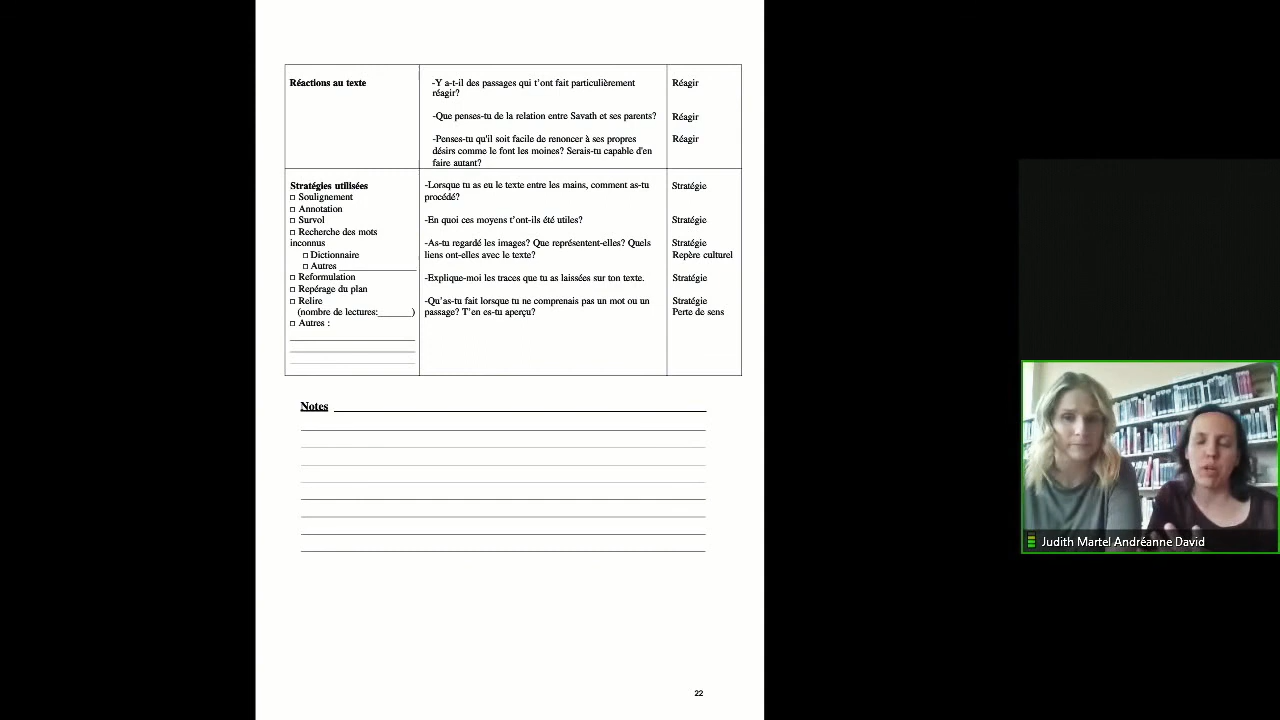 Réactions au texte
-Y a-t-il des passages qui t'ont fait particulièrement
réagir?
Réagir
-Que penses-tu de la relation entre Savath et ses parents?
Réagir
-Penses-tu qu'il soit facile de renoncer à ses propres
désirs comme le font les moines? Serais-tu capable d'en
faire autant?
Réagir
Stratégies utilisées
□ Soulignement
□ Annotation
□ Survol
□ Recherche des mots
inconnus
□ Dictionnaire
□ Autres _______________
□ Reformulation
□ Repérage du plan
□ Relire
(nombre de lectures:_______)
□ Autres :
-Lorsque tu as eu le texte entre les mains, comment as-tu
procédé?
Stratégie
-En quoi ces moyens t'ont-ils été utiles?
Stratégie
-As-tu regardé les images? Que représentent-elles? Quels
liens ont-elles avec le texte?
Stratégie
Repère culturel
-Explique-moi les traces que tu as laissées sur ton texte.
Stratégie
-Qu'as-tu fait lorsque tu ne comprenais pas un mot ou un
passage? T'en es-tu aperçu?
Stratégie
Perte de sens
Notes
22
Judith Martel Andréanne David